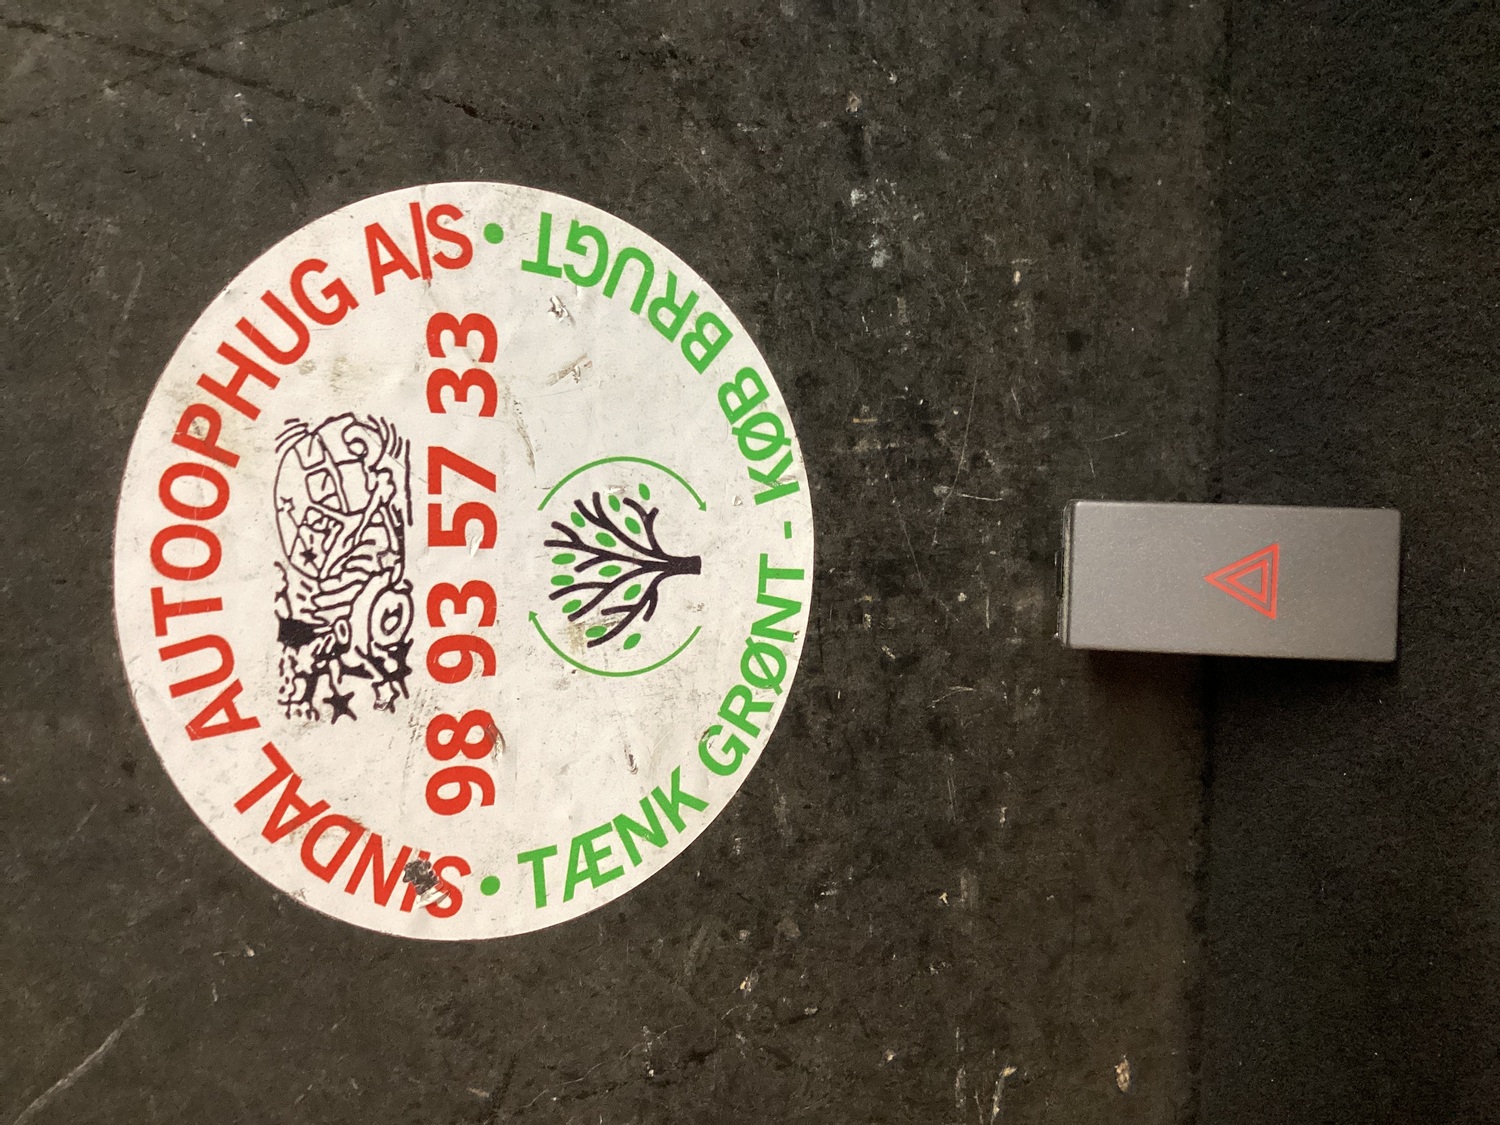 SINDAL AUTOOPHUG A/S
98 93 57 33
• TÆNK GRØNT - KØB BRUGT •